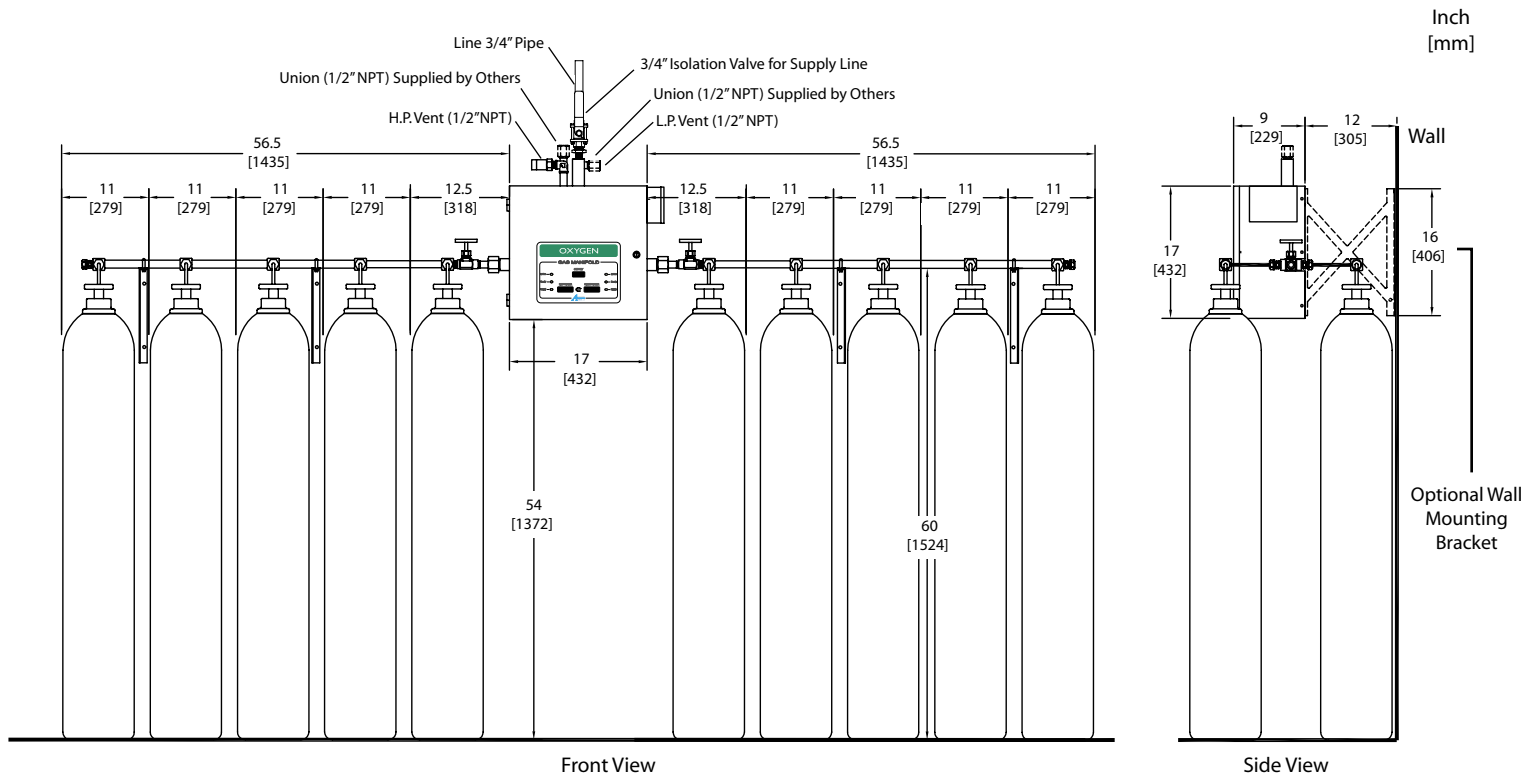 Inch
[mm]
Line 3/4” Pipe
3/4” Isolation Valve for Supply Line
Union (1/2” NPT) Supplied by Others
Union (1/2” NPT) Supplied by Others
H.P. Vent (1/2”NPT)
L.P. Vent (1/2” NPT)
56.5
[1435]
56.5
[1435]
9
[229]
12
[305]
Wall
11
[279]
11
[279]
11
[279]
11
[279]
12.5
[318]
12.5
[318]
11
[279]
11
[279]
11
[279]
11
[279]
17
[432]
16
[406]
OXYGEN
GAS MANIFOLD
17
[432]
54
[1372]
60
[1524]
Optional Wall
Mounting
Bracket
Front View
Side View